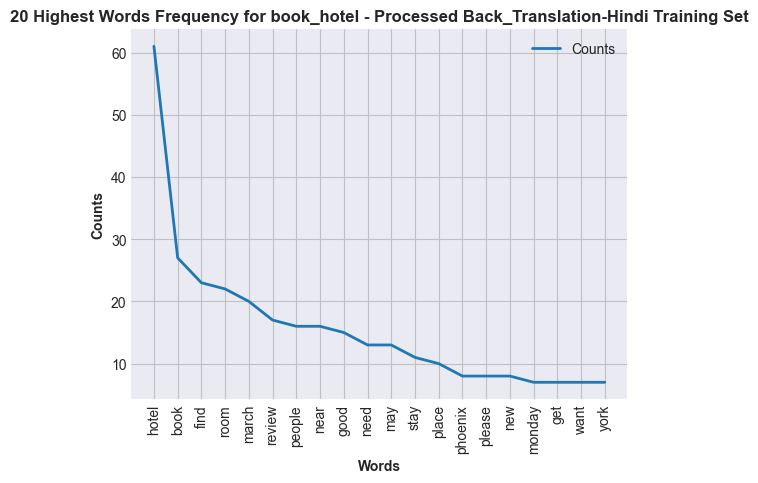 20 Highest Words Frequency for book_hotel - Processed Back_Translation-Hindi Training Set
Counts
60
50
40
30
20
10
Counts
hotel
book
find
room
march
review
people
near
good
need
may
stay
place
phoenix
please
new
monday
get
want
york
Words